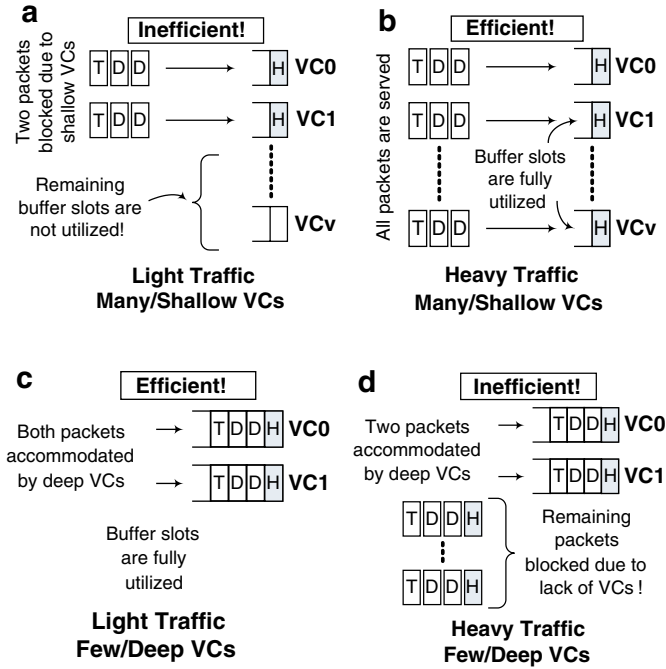 a
Inefficient!
Two packets
blocked due to
shallow VCs
T D D
H
VC0
T D D
H
VC1
Remaining
buffer slots are
not utilized!
VCv
Light Traffic
Many/Shallow VCs
b
Efficient!
All packets are served
T D D
H
VC0
T D D
H
VC1
Buffer slots
are fully
utilized
T D D
H
VCv
Heavy Traffic
Many/Shallow VCs
c
Efficient!
Both packets
accommodated
by deep VCs
T D D H
VC0
T D D H
VC1
Buffer slots
are fully
utilized
Light Traffic
Few/Deep VCs
d
Inefficient!
Two packets
accommodated
by deep VCs
T D D H
VC0
T D D H
VC1
T D D H
T D D H
Remaining
packets
blocked due to
lack of VCs !
Heavy Traffic
Few/Deep VCs